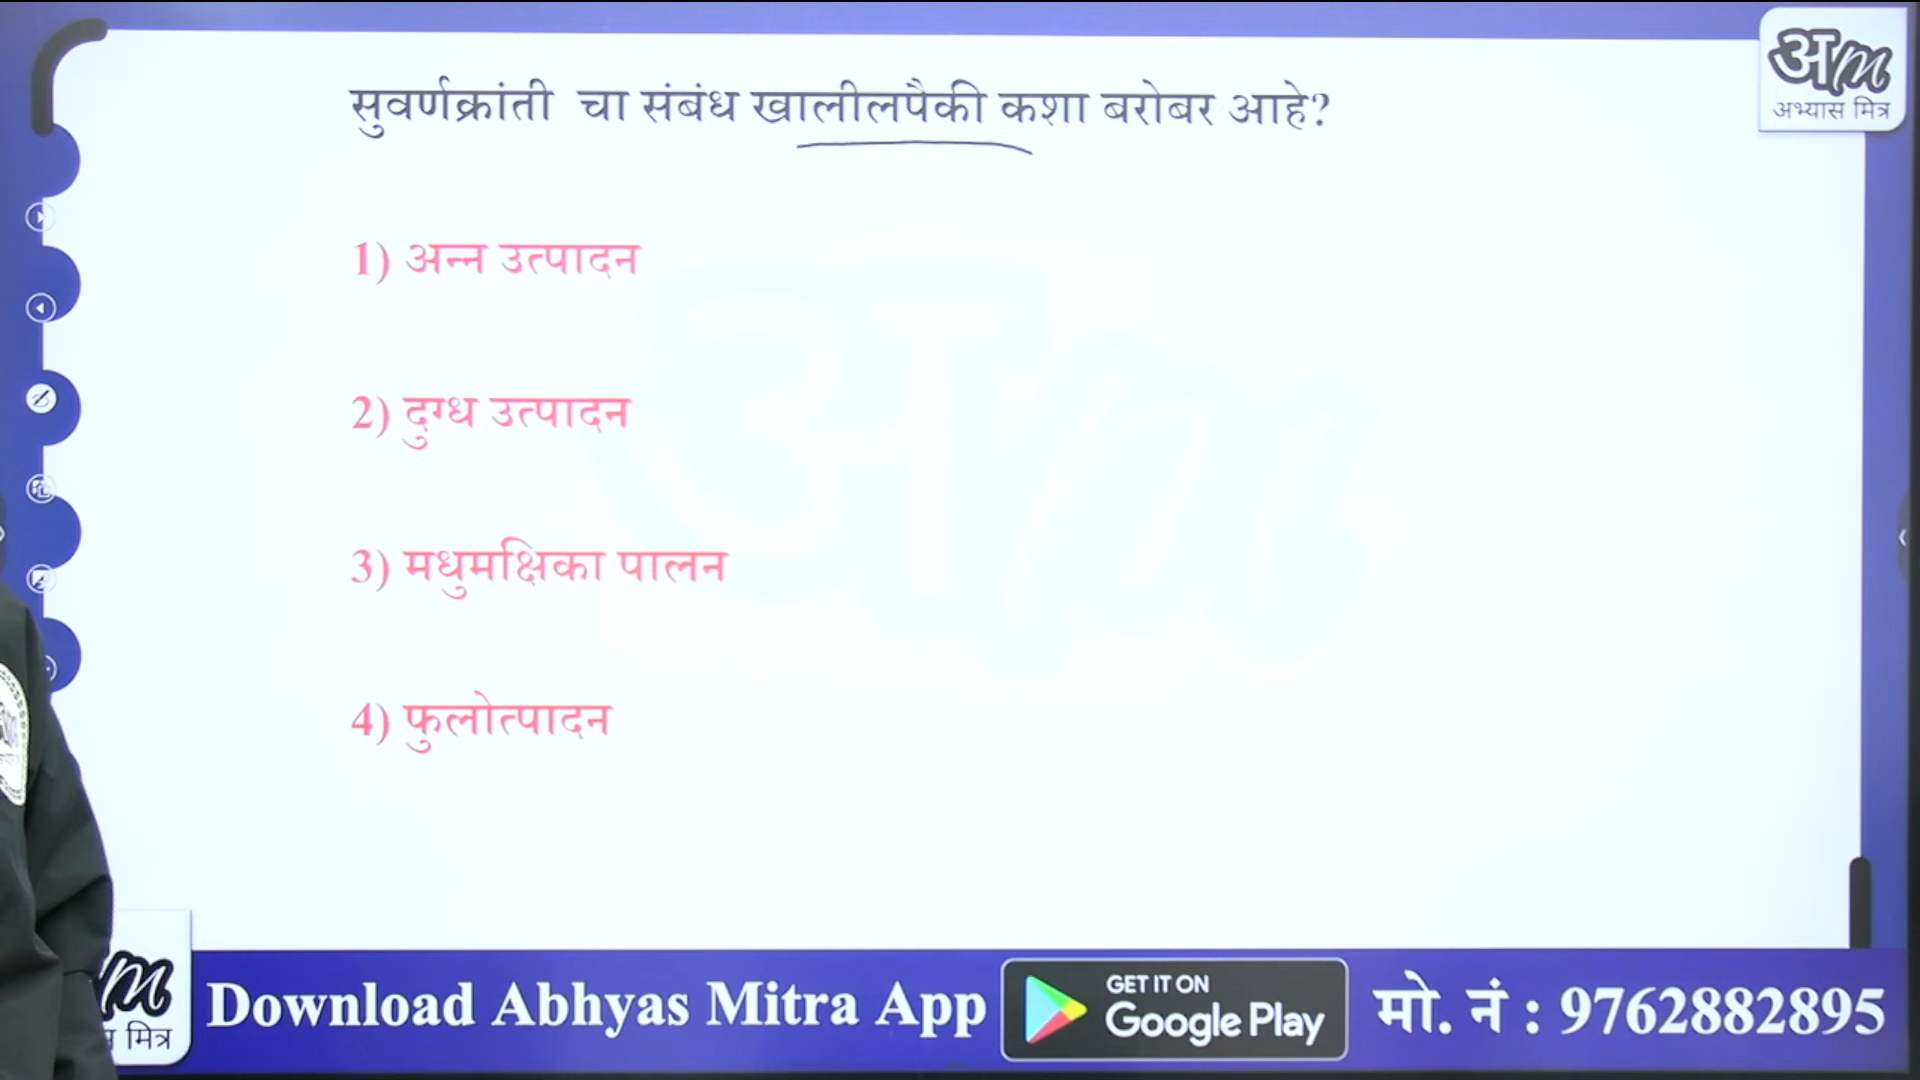 अm
अभ्यास मित्र
सुवर्णक्रांती चा संबंध खालीलपैकी कशा बरोबर आहे?
1) अन्न उत्पादन
2) दुग्ध उत्पादन
3) मधुमक्षिका पालन
4) फुलोत्पादन
मित्र
Download Abhyas Mitra App
GET IT ON
Google Play
मो. नं : 9762882895